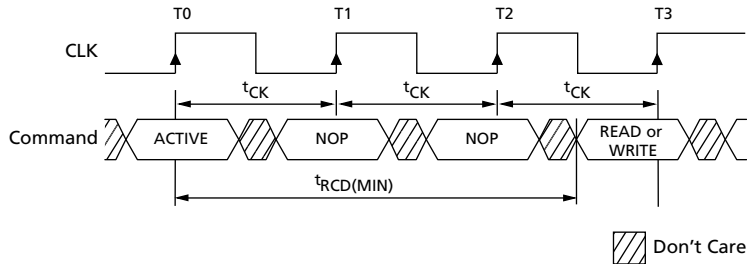 T0 T1 T2 T3
CLK
tCK tCK tCK
Command ACTIVE NOP NOP READ or
WRITE
tRCD(MIN)
Don't Care